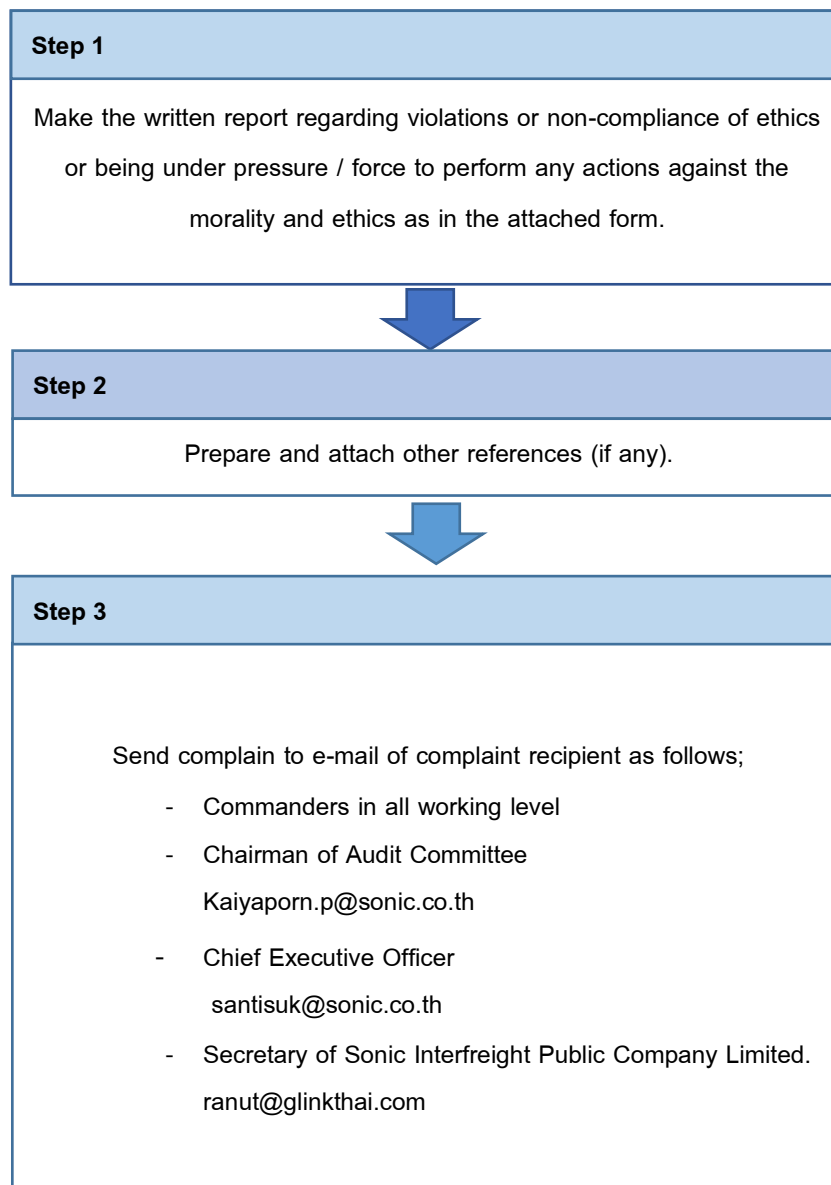 Step 1
Make the written report regarding violations or non-compliance of ethics
or being under pressure / force to perform any actions against the
morality and ethics as in the attached form.
Step 2
Prepare and attach other references (if any).
Step 3
Send complain to e-mail of complaint recipient as follows;
- Commanders in all working level
- Chairman of Audit Committee
Kaiyaporn.p@sonic.co.th
- Chief Executive Officer
santisuk@sonic.co.th
- Secretary of Sonic Interfreight Public Company Limited.
ranut@glinkthai.com